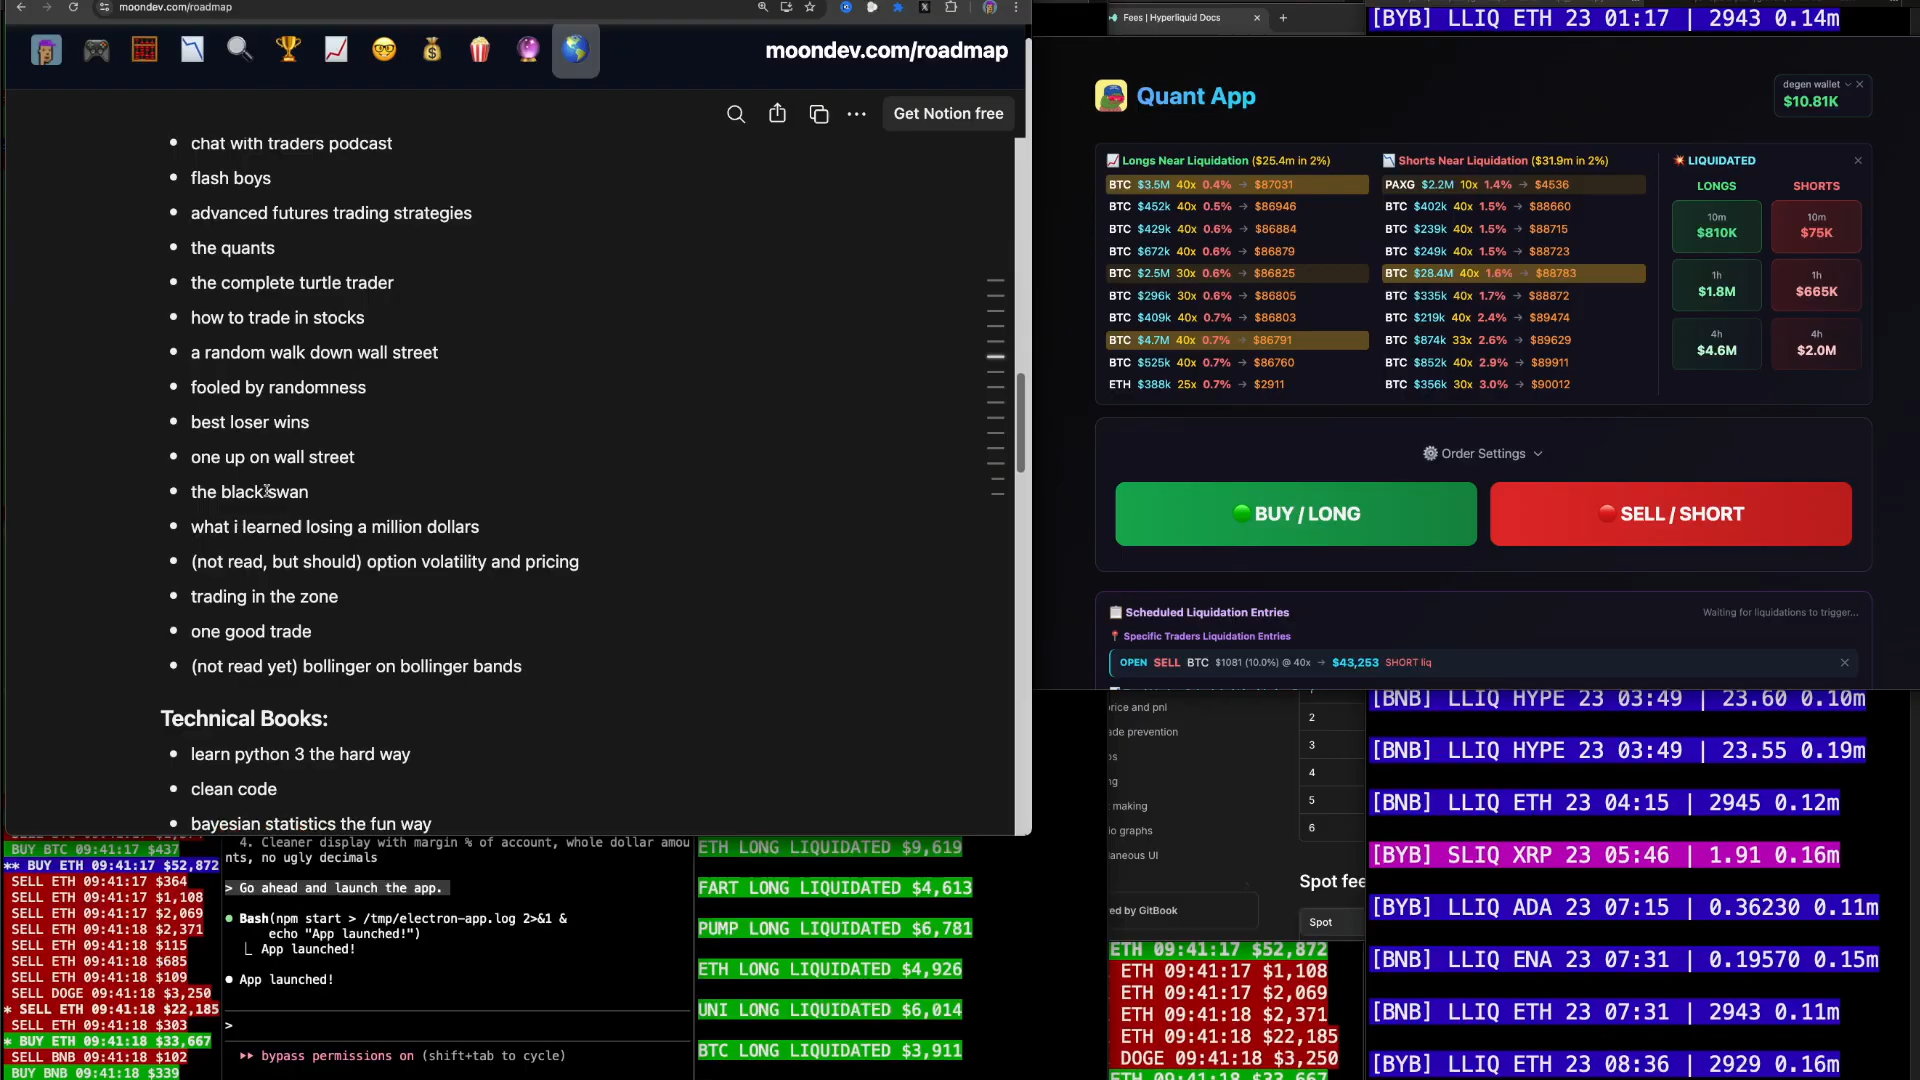 moondev.com/roadmap
moondev.com/roadmap
Get Notion free
chat with traders podcast
flash boys
advanced futures trading strategies
the quants
the complete turtle trader
how to trade in stocks
a random walk down wall street
fooled by randomness
best loser wins
one up on wall street
the black swan
what i learned losing a million dollars
(not read, but should) option volatility and pricing
trading in the zone
one good trade
(not read yet) bollinger on bollinger bands
Technical Books:
learn python 3 the hard way
clean code
bayesian statistics the fun way
BUY BTC 09:41:17 $437
** BUY ETH 09:41:17 $52,872
SELL ETH 09:41:17 $364
SELL ETH 09:41:17 $1,108
SELL ETH 09:41:17 $2,069
SELL ETH 09:41:18 $2,371
SELL ETH 09:41:18 $115
SELL ETH 09:41:18 $685
SELL ETH 09:41:18 $109
SELL DOGE 09:41:18 $3,250
* SELL ETH 09:41:18 $22,185
SELL ETH 09:41:18 $303
* BUY ETH 09:41:18 $33,667
SELL BNB 09:41:18 $102
BUY BNB 09:41:18 $339
4. Cleaner display with margin % of account, whole dollar amou
nts, no ugly decimals
> Go ahead and launch the app.
Bash(npm start > /tmp/electron-app.log 2>&1 &
echo "App launched!")
App launched!
App launched!
>
bypass permissions on (shift+tab to cycle)
ETH LONG LIQUIDATED $9,619
FART LONG LIQUIDATED $4,613
PUMP LONG LIQUIDATED $6,781
ETH LONG LIQUIDATED $4,926
UNI LONG LIQUIDATED $6,014
BTC LONG LIQUIDATED $3,911
Fees | Hyperliquid Docs
[BYB] LLIQ ETH 23 01:17 | 2943 0.14m
Quant App
degen wallet
$10.81K
Longs Near Liquidation ($25.4m in 2%)
BTC $3.5M 40x 0.4% → $87031
BTC $452k 40x 0.5% → $86946
BTC $429k 40x 0.6% → $86884
BTC $672k 40x 0.6% → $86879
BTC $2.5M 30x 0.6% → $86825
BTC $296k 30x 0.6% → $86805
BTC $409k 40x 0.7% → $86803
BTC $4.7M 40x 0.7% → $86791
BTC $525k 40x 0.7% → $86760
ETH $388k 25x 0.7% → $2911
Shorts Near Liquidation ($31.9m in 2%)
PAXG $2.2M 10x 1.4% → $4536
BTC $402k 40x 1.5% → $88660
BTC $239k 40x 1.5% → $88715
BTC $249k 40x 1.5% → $88723
BTC $28.4M 40x 1.6% → $88783
BTC $335k 40x 1.7% → $88872
BTC $219k 40x 2.4% → $89474
BTC $874k 33x 2.6% → $89629
BTC $852k 40x 2.9% → $89911
BTC $356k 30x 3.0% → $90012
LIQUIDATED
LONGS SHORTS
10m 10m
$810K $75K
1h 1h
$1.8M $665K
4h 4h
$4.6M $2.0M
Order Settings
BUY / LONG
SELL / SHORT
Scheduled Liquidation Entries
Waiting for liquidations to trigger...
Specific Traders Liquidation Entries
OPEN SELL BTC $1081 (10.0%) @ 40x → $43,253 SHORT liq
rice and pnl
ade prevention
os
ng
making
io graphs
laneous UI
ed by GitBook
2
3
4
5
6
Spot fee
Spot
ETH 09:41:17 $52,872
ETH 09:41:17 $1,108
ETH 09:41:17 $2,069
ETH 09:41:18 $2,371
ETH 09:41:18 $22,185
DOGE 09:41:18 $3,250
ETH 09:41:18 $33,667
[BNB] LLIQ HYPE 23 03:49 | 23.60 0.10m
[BNB] LLIQ HYPE 23 03:49 | 23.55 0.19m
[BNB] LLIQ ETH 23 04:15 | 2945 0.12m
[BYB] SLIQ XRP 23 05:46 | 1.91 0.16m
[BYB] LLIQ ADA 23 07:15 | 0.36230 0.11m
[BNB] LLIQ ENA 23 07:31 | 0.19570 0.15m
[BNB] LLIQ ETH 23 07:31 | 2943 0.11m
[BYB] LLIQ ETH 23 08:36 | 2929 0.16m